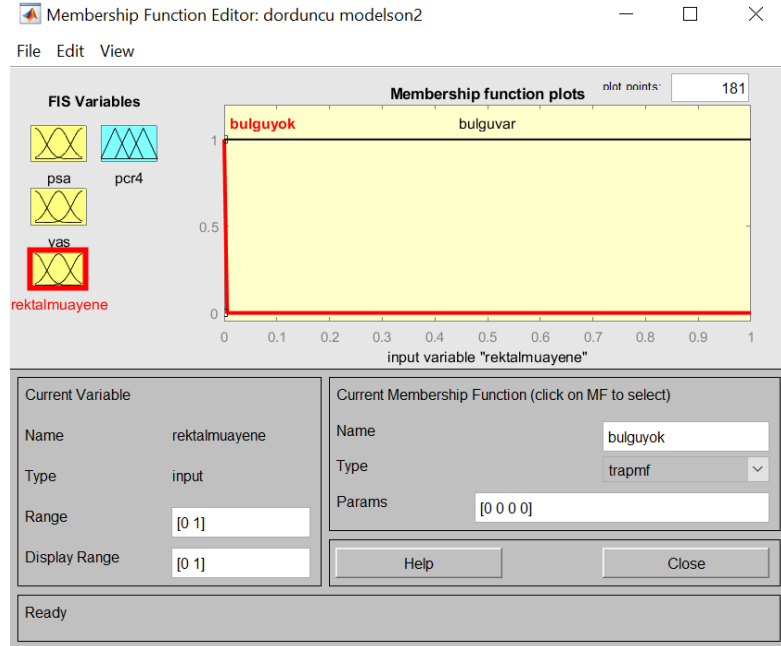 Membership Function Editor: dorduncu modelson2
File Edit View
FIS Variables
Membership function plots
plot points:
181
psa
pcr4
yas
rektalmuayene
bulguyok
bulguvar
1
0.5
0
0 0.1 0.2 0.3 0.4 0.5 0.6 0.7 0.8 0.9 1
input variable "rektalmuayene"
Current Variable
Name rektalmuayene
Type input
Range [0 1]
Display Range [0 1]
Current Membership Function (click on MF to select)
Name bulguyok
Type trapmf
Params [0 0 0 0]
Help Close
Ready